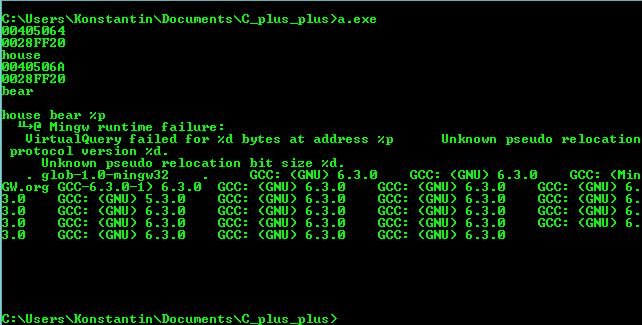 C:\Users\Konstantin\Documents\C_plus_plus>a.exe
00405064
0028FF20
house
0040506A
0028FF20
bear
house bear %p
@ Mingw runtime failure:
VirtualQuery failed for %d bytes at address %p Unknown pseudo relocation
protocol version %d.
Unknown pseudo relocation bit size %d.
. glob-1.0-mingw32 . GCC: (GNU) 6.3.0 GCC: (GNU) 6.3.0 GCC: (Min
GW.org GCC-6.3.0-1) 6.3.0 GCC: (GNU) 6.3.0 GCC: (GNU) 6.3.0 GCC: (GNU) 6.
3.0 GCC: (GNU) 5.3.0 GCC: (GNU) 6.3.0 GCC: (GNU) 6.3.0 GCC: (GNU) 6.
3.0 GCC: (GNU) 6.3.0 GCC: (GNU) 6.3.0 GCC: (GNU) 6.3.0 GCC: (GNU) 6.
3.0 GCC: (GNU) 6.3.0 GCC: (GNU) 6.3.0 GCC: (GNU) 6.3.0 GCC: (GNU) 6.
3.0 GCC: (GNU) 6.3.0 GCC: (GNU) 6.3.0 GCC: (GNU) 6.3.0
C:\Users\Konstantin\Documents\C_plus_plus>